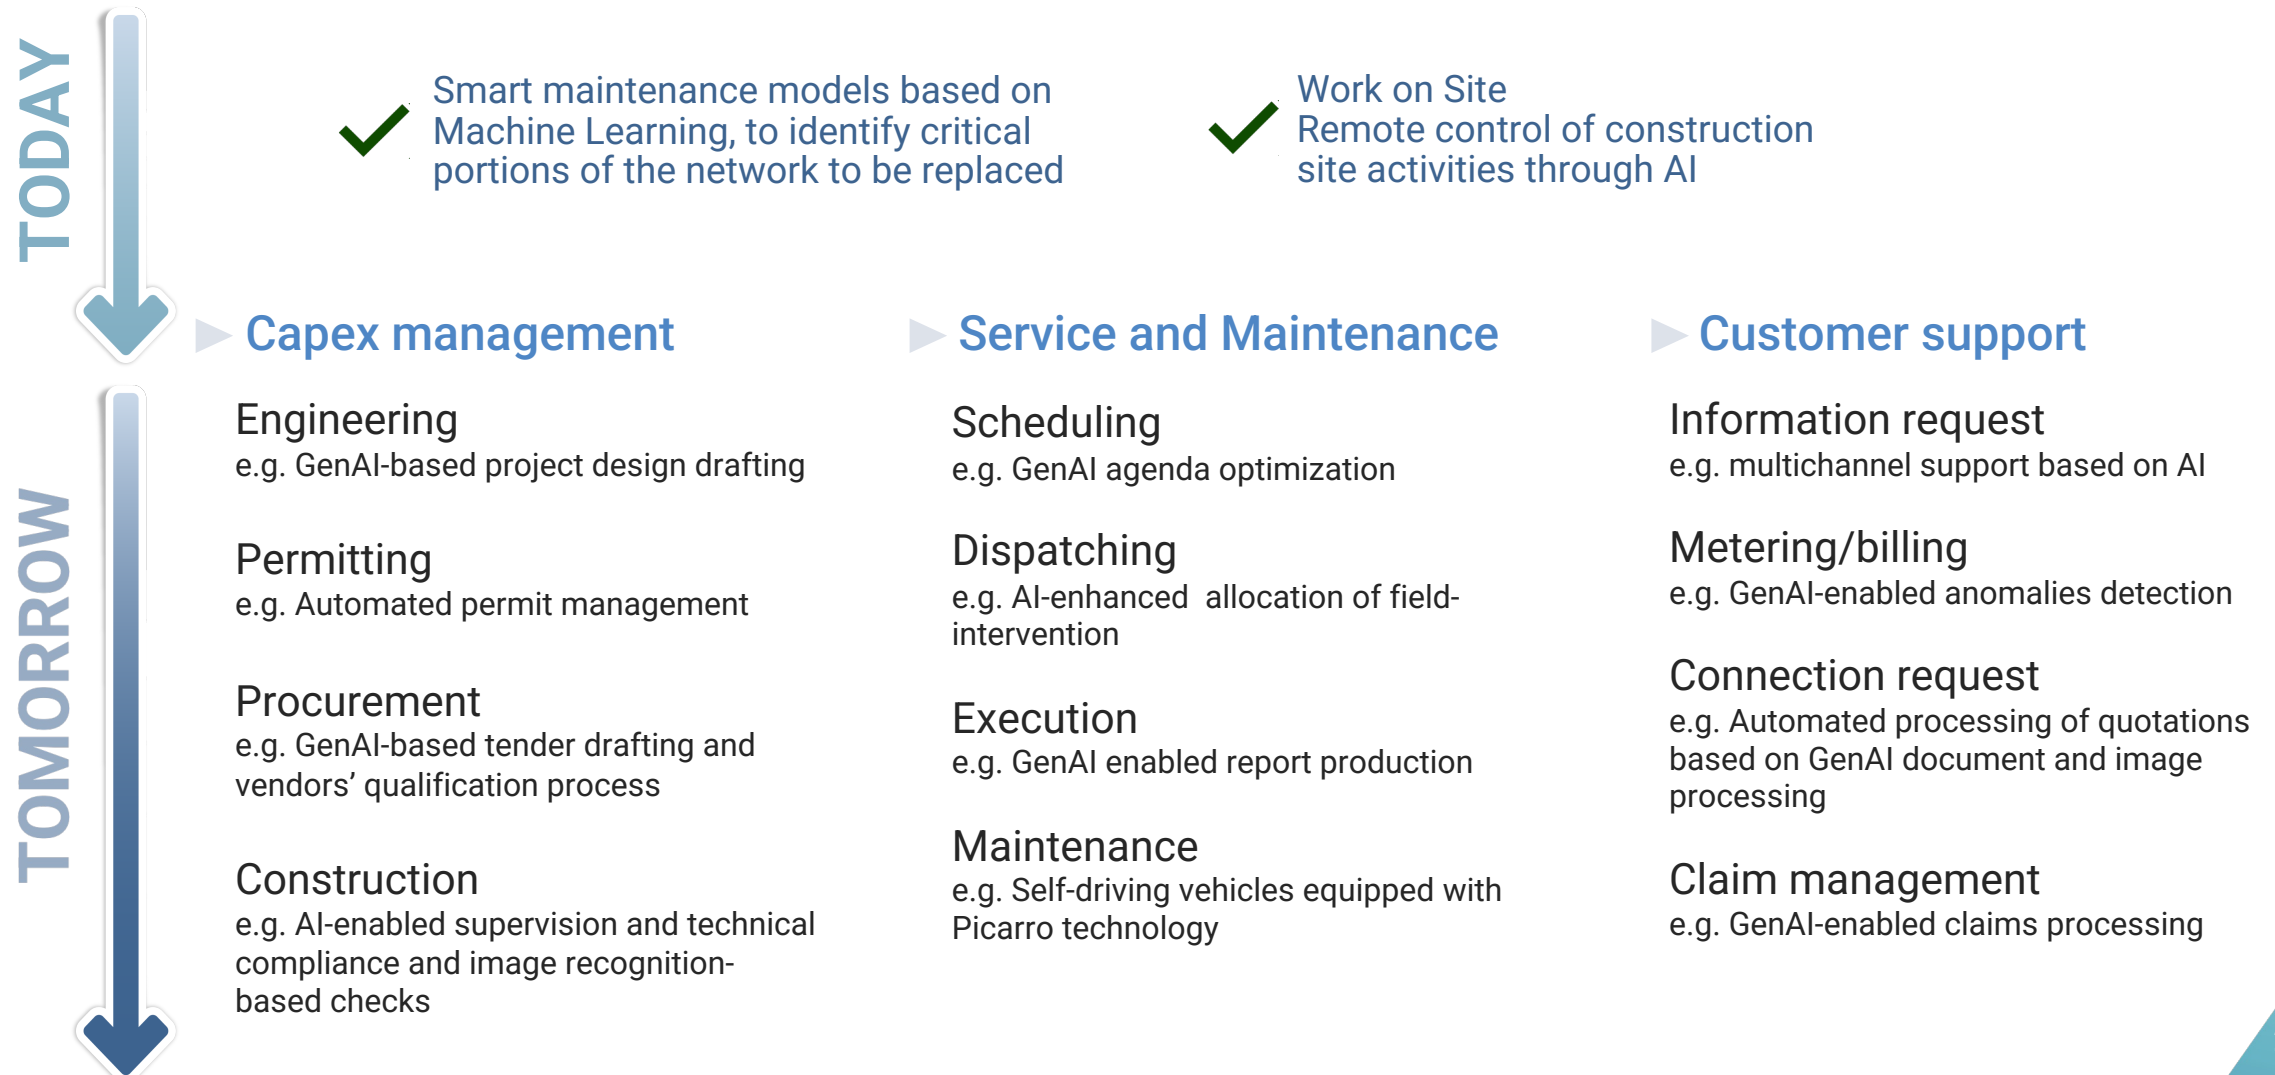 TODAY
Smart maintenance models based on
Machine Learning, to identify critical
portions of the network to be replaced
Work on Site
Remote control of construction
site activities through AI
TOMORROW
Capex management
Engineering
e.g. GenAI-based project design drafting
Permitting
e.g. Automated permit management
Procurement
e.g. GenAI-based tender drafting and
vendors’ qualification process
Construction
e.g. AI-enabled supervision and technical
compliance and image recognition-
based checks
Service and Maintenance
Scheduling
e.g. GenAI agenda optimization
Dispatching
e.g. AI-enhanced  allocation of field-
intervention
Execution
e.g. GenAI enabled report production
Maintenance
e.g. Self-driving vehicles equipped with
Picarro technology
Customer support
Information request
e.g. multichannel support based on AI
Metering/billing
e.g. GenAI-enabled anomalies detection
Connection request
e.g. Automated processing of quotations
based on GenAI document and image
processing
Claim management
e.g. GenAI-enabled claims processing